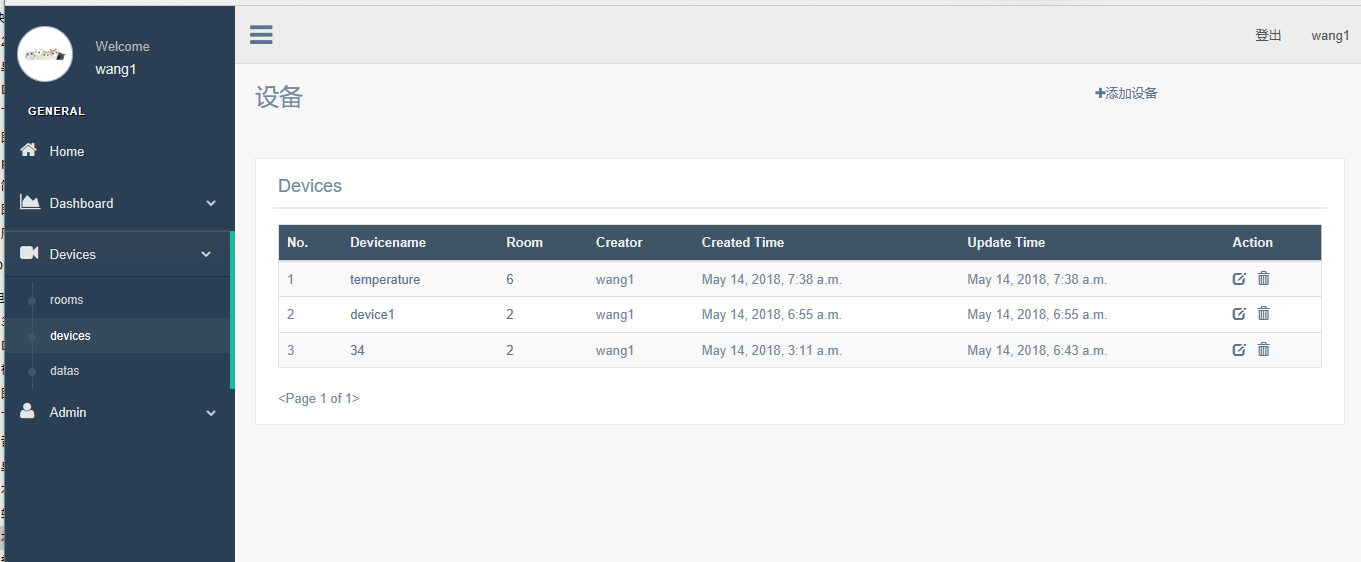 Welcome
wang1
GENERAL
Home
Dashboard
Devices
rooms
devices
datas
Admin
登出 wang1
设备
添加设备
Devices
No. Devicename Room Creator Created Time Update Time Action
1 temperature 6 wang1 May 14, 2018, 7:38 a.m. May 14, 2018, 7:38 a.m.
2 device1 2 wang1 May 14, 2018, 6:55 a.m. May 14, 2018, 6:55 a.m.
3 34 2 wang1 May 14, 2018, 3:11 a.m. May 14, 2018, 6:43 a.m.
<Page 1 of 1>